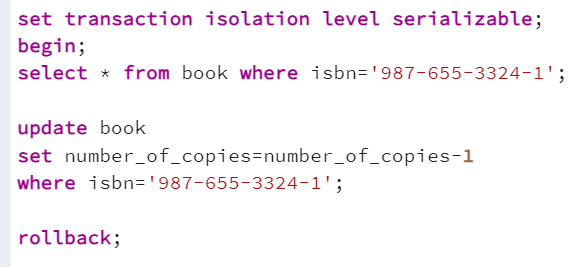 set transaction isolation level serializable;
begin;
select * from book where isbn='987-655-3324-1';
update book
set number_of_copies=number_of_copies-1
where isbn='987-655-3324-1';
rollback;